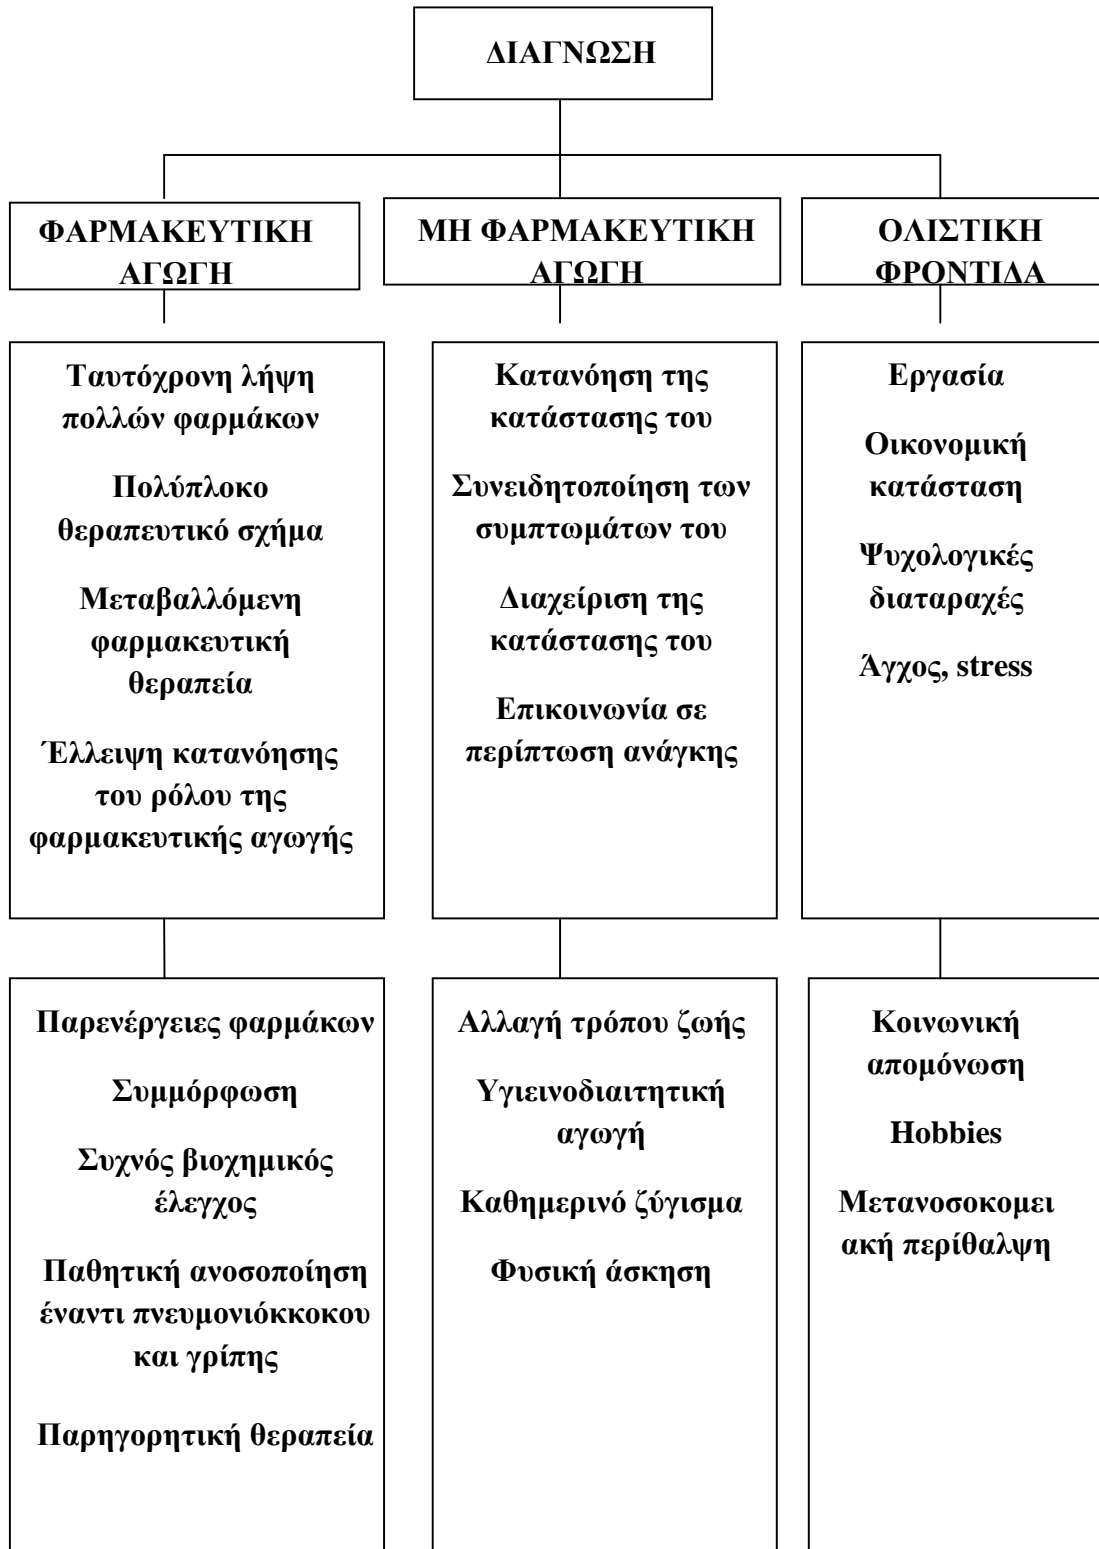 ΔΙΑΓΝΩΣΗ
ΦΑΡΜΑΚΕΥΤΙΚΗ
ΑΓΩΓΗ
ΜΗ ΦΑΡΜΑΚΕΥΤΙΚΗ
ΑΓΩΓΗ
ΟΛΙΣΤΙΚΗ
ΦΡΟΝΤΙΔΑ
Ταυτόχρονη λήψη
πολλών φαρμάκων
Πολύπλοκο
θεραπευτικό σχήμα
Μεταβαλλόμενη
φαρμακευτική
θεραπεία
Έλλειψη κατανόησης
του ρόλου της
φαρμακευτικής αγωγής
Κατανόηση της
κατάστασης του
Συνειδητοποίηση των
συμπτωμάτων του
Διαχείριση της
κατάστασης του
Επικοινωνία σε
περίπτωση ανάγκης
Εργασία
Οικονομική
κατάσταση
Ψυχολογικές
διαταραχές
Άγχος, stress
Παρενέργειες φαρμάκων
Συμμόρφωση
Συχνός βιοχημικός
έλεγχος
Παθητική ανοσοποίηση
έναντι πνευμονιόκκοκου
και γρίπης
Παρηγορητική θεραπεία
Αλλαγή τρόπου ζωής
Υγιεινοδιαιτητική
αγωγή
Καθημερινό ζύγισμα
Φυσική άσκηση
Κοινωνική
απομόνωση
Hobbies
Μετανοσοκομει
ακή περίθαλψη